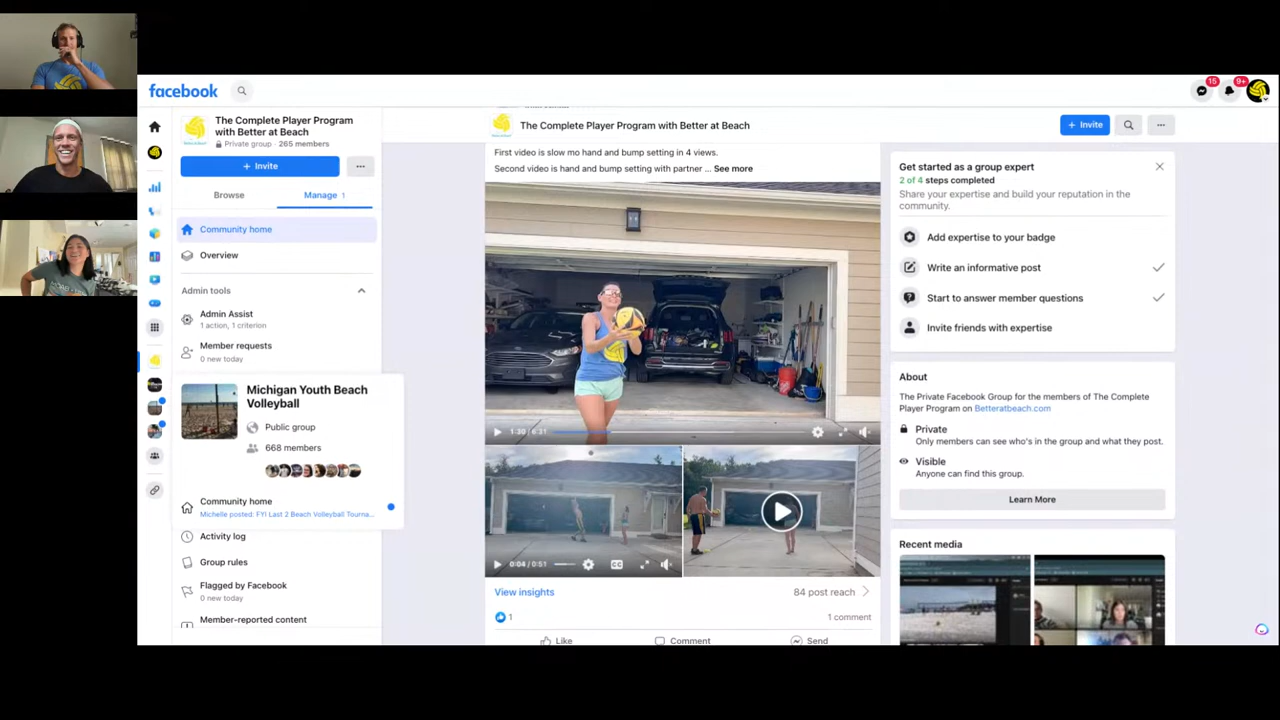 facebook
15
9+
The Complete Player Program
with Better at Beach
Private group · 265 members
+ Invite
Browse
Manage 1
Community home
Overview
Admin tools
Admin Assist
1 action, 1 criterion
Member requests
0 new today
Michigan Youth Beach
Volleyball
Public group
668 members
Community home
Michelle posted: FYI Last 2 Beach Volleyball Tourna...
Activity log
Group rules
Flagged by Facebook
0 new today
Member-reported content
The Complete Player Program with Better at Beach
+ Invite
First video is slow mo hand and bump setting in 4 views.
Second video is hand and bump setting with partner ... See more
1:30 / 6:31
0:04 / 0:51
CC
View insights
84 post reach
1
1 comment
Like
Comment
Send
Get started as a group expert
2 of 4 steps completed
Share your expertise and build your reputation in the
community.
Add expertise to your badge
Write an informative post
Start to answer member questions
Invite friends with expertise
About
The Private Facebook Group for the members of The Complete
Player Program on Betteratbeach.com
Private
Only members can see who's in the group and what they post.
Visible
Anyone can find this group.
Learn More
Recent media